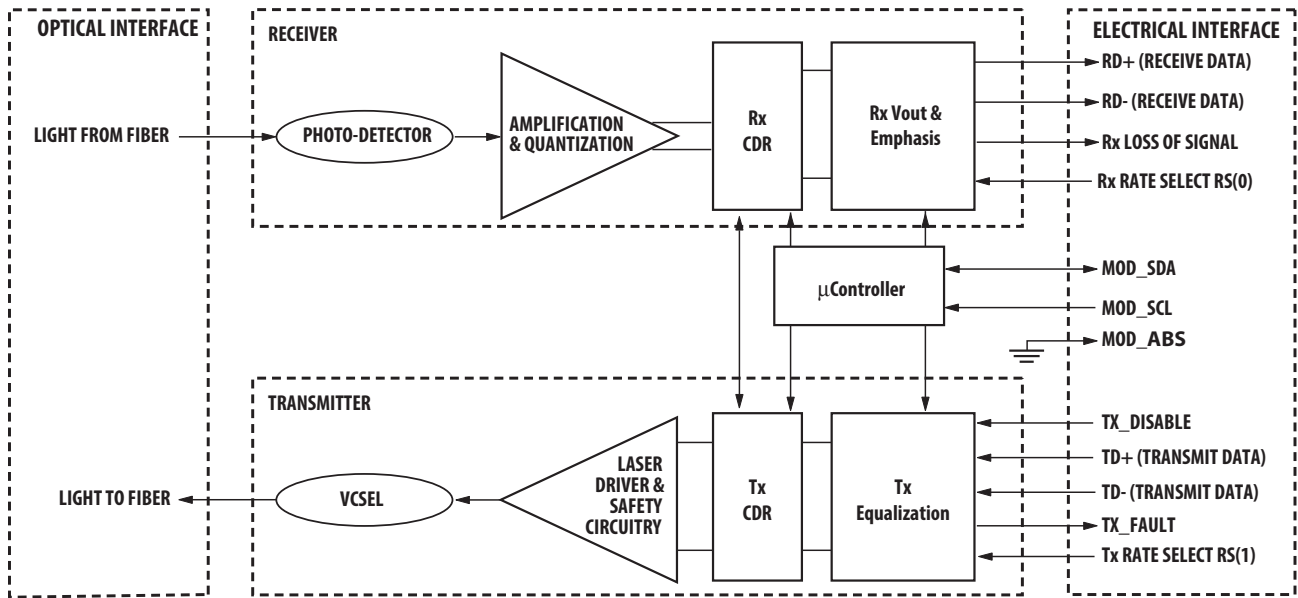 OPTICAL INTERFACE
RECEIVER
ELECTRICAL INTERFACE
LIGHT FROM FIBER
PHOTO-DETECTOR
AMPLIFICATION
& QUANTIZATION
Rx
CDR
Rx Vout &
Emphasis
RD+ (RECEIVE DATA)
RD- (RECEIVE DATA)
Rx LOSS OF SIGNAL
Rx RATE SELECT RS(0)
μController
MOD_SDA
MOD_SCL
MOD_ABS
TRANSMITTER
LIGHT TO FIBER
VCSEL
LASER
DRIVER &
SAFETY
CIRCUITRY
Tx
CDR
Tx
Equalization
TX_DISABLE
TD+ (TRANSMIT DATA)
TD- (TRANSMIT DATA)
TX_FAULT
Tx RATE SELECT RS(1)